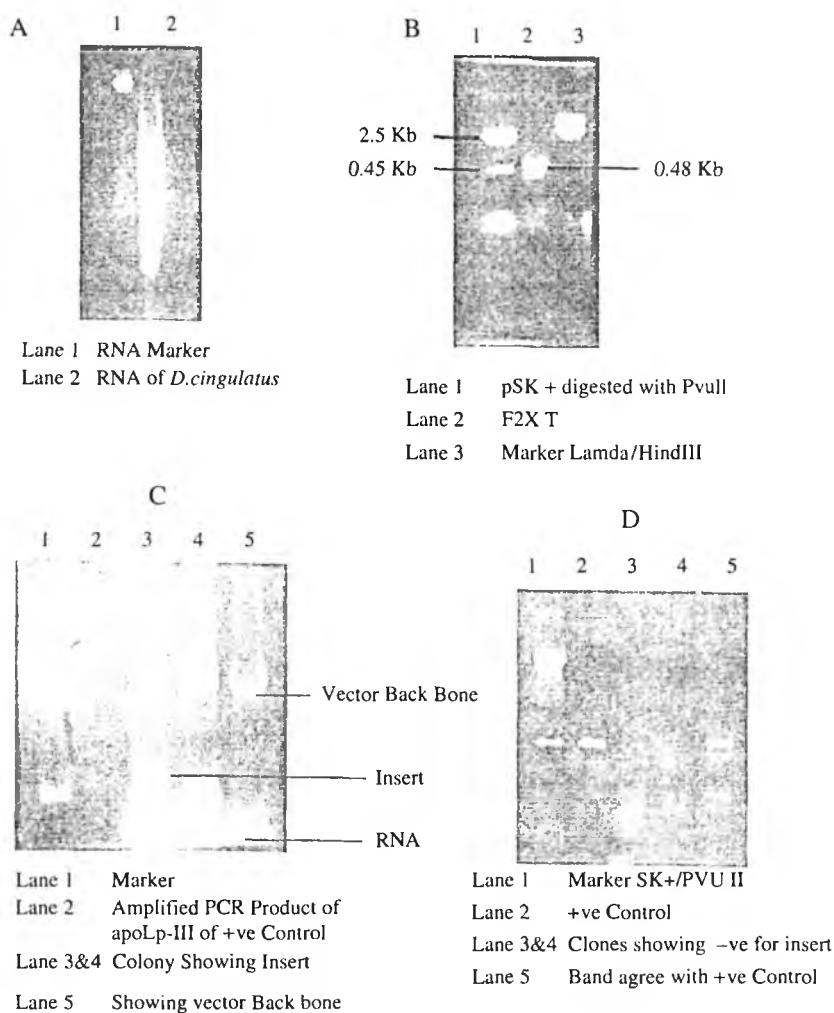 A
1 2
Lane 1 RNA Marker
Lane 2 RNA of D.cingulatus
B
1 2 3
2.5 Kb
0.45 Kb
0.48 Kb
Lane 1 pSK + digested with PvuII
Lane 2 F2X T
Lane 3 Marker Lamda/HindIII
C
1 2 3 4 5
Vector Back Bone
Insert
RNA
Lane 1 Marker
Lane 2 Amplified PCR Product of
apoLp-III of +ve Control
Lane 3&4 Colony Showing Insert
Lane 5 Showing vector Back bone
D
1 2 3 4 5
Lane 1 Marker SK+/PVU II
Lane 2 +ve Control
Lane 3&4 Clones showing –ve for insert
Lane 5 Band agree with +ve Control